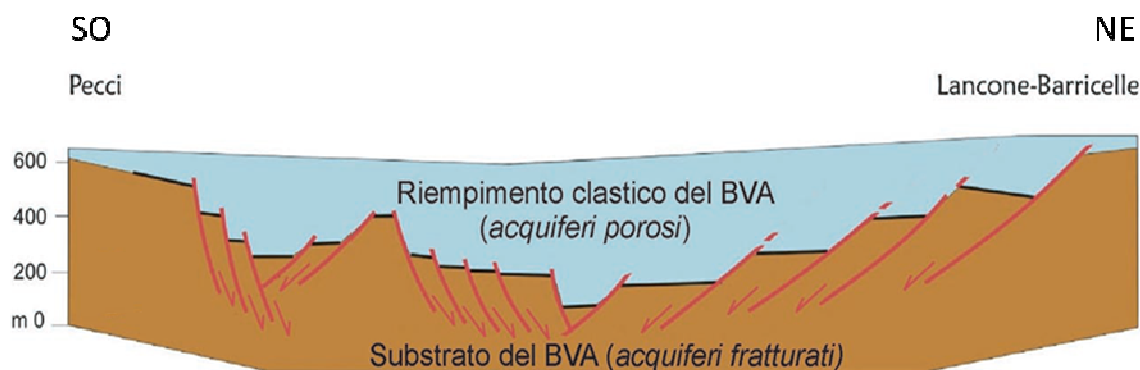 SO
NE
Pecci
Lancone-Barricelle
600
400
200
m 0
Riempimento clastico del BVA
(acquiferi porosi)
Substrato del BVA (acquiferi fratturati)